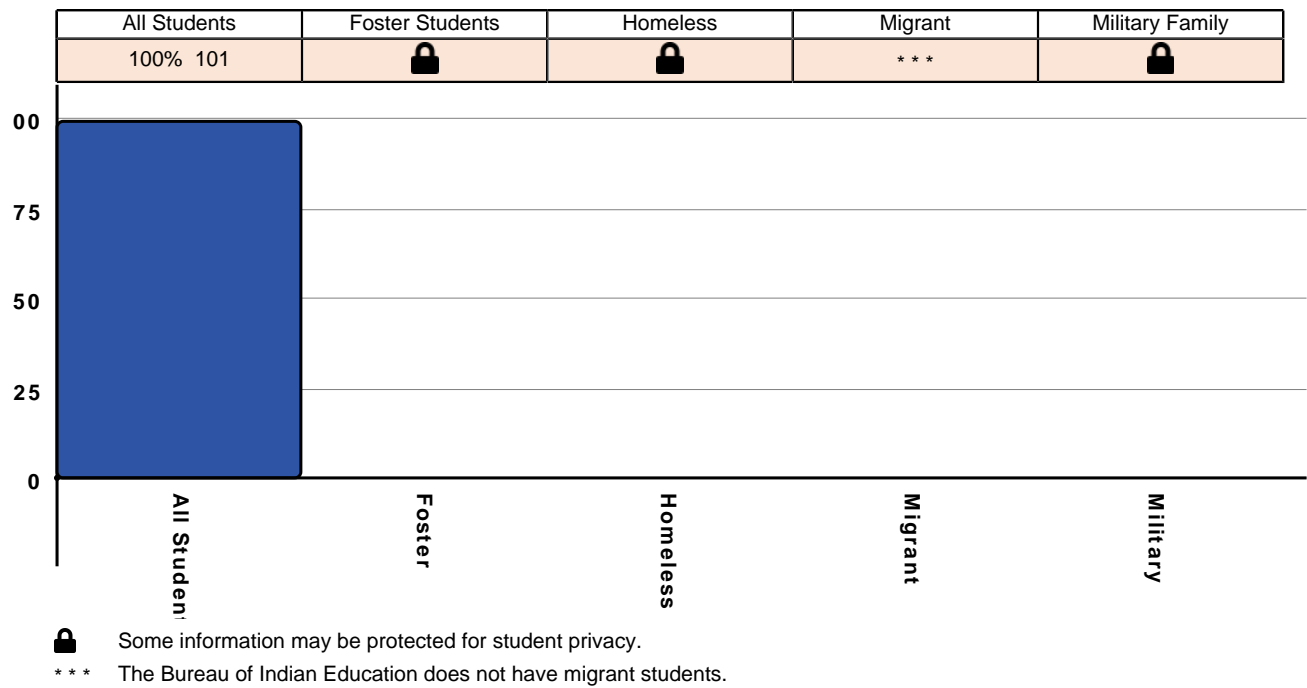 All Students Foster Students Homeless Migrant Military Family
100% 101 * * *
00
75
50
25
0
All Student
Foster
Homeless
Migrant
Military
Some information may be protected for student privacy.
* * * The Bureau of Indian Education does not have migrant students.